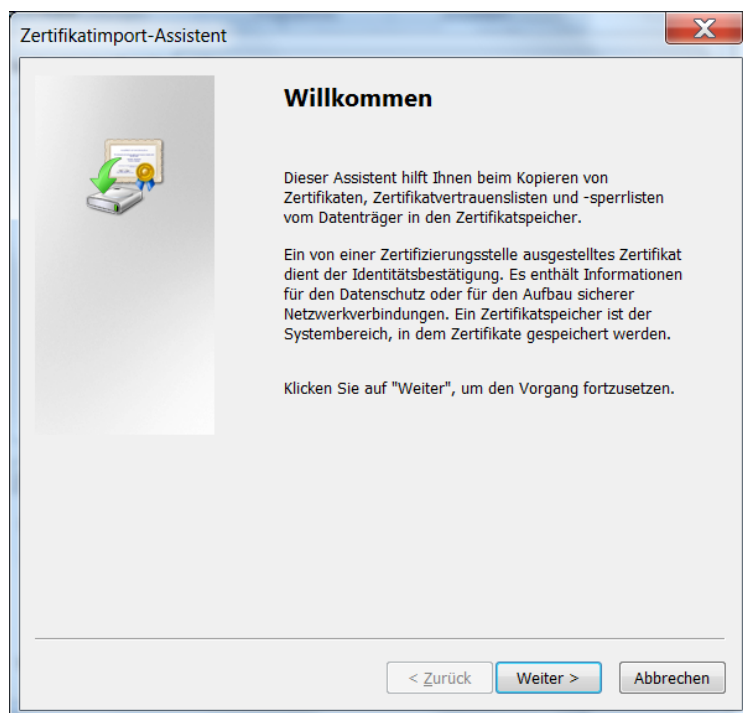 Zertifikatimport-Assistent
Willkommen
Dieser Assistent hilft Ihnen beim Kopieren von
Zertifikaten, Zertifikatvertrauenslisten und -sperrlisten
vom Datenträger in den Zertifikatspeicher.
Ein von einer Zertifizierungsstelle ausgestelltes Zertifikat
dient der Identitätsbestätigung. Es enthält Informationen
für den Datenschutz oder für den Aufbau sicherer
Netzwerkverbindungen. Ein Zertifikatspeicher ist der
Systembereich, in dem Zertifikate gespeichert werden.
Klicken Sie auf "Weiter", um den Vorgang fortzusetzen.
< Zurück Weiter > Abbrechen